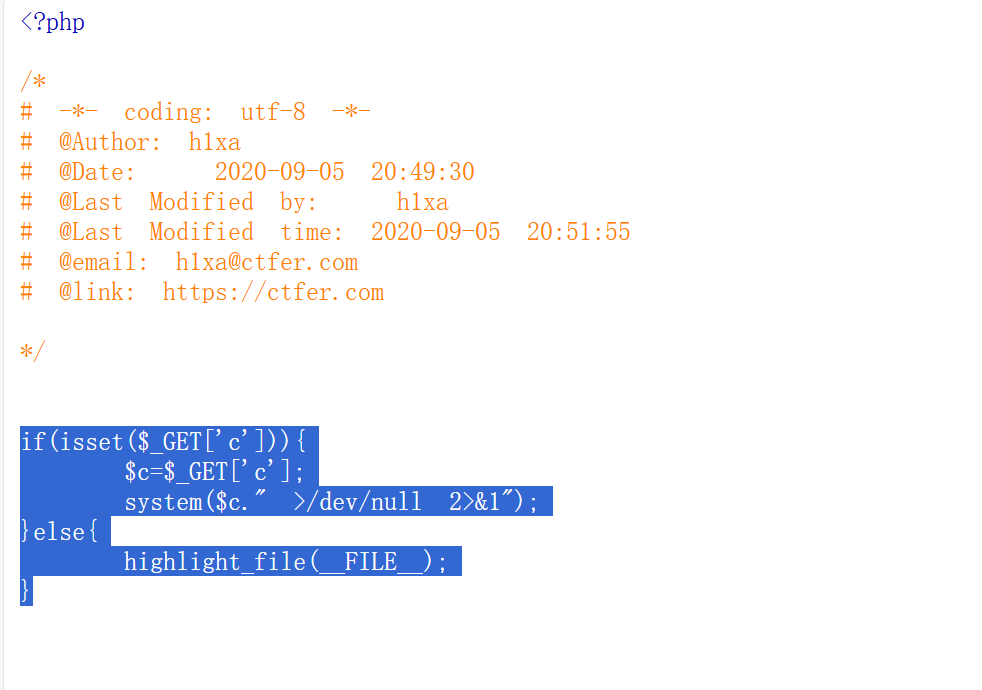 <?php
/*
# -*- coding: utf-8 -*-
# @Author: h1xa
# @Date: 2020-09-05 20:49:30
# @Last Modified by: h1xa
# @Last Modified time: 2020-09-05 20:51:55
# @email: h1xa@ctfer.com
# @link: https://ctfer.com
*/
if(isset($_GET['c'])){
$c=$_GET['c'];
system($c." >/dev/null 2>&1");
}else{
highlight_file(__FILE__);
}